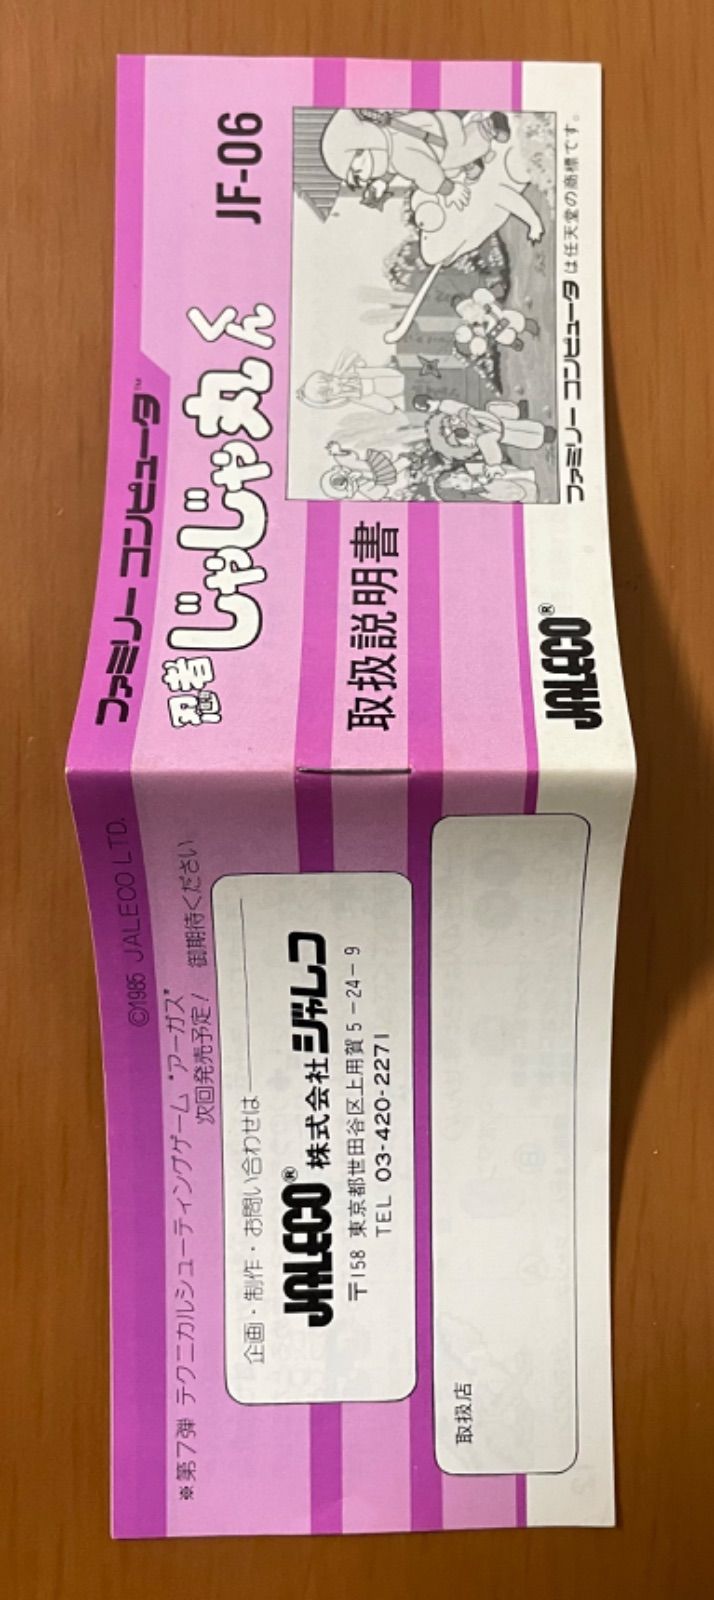 ファミリー コンピュータ™
JF-06
忍者
じゃじゃ丸くん
取扱説明書
ファミリー コンピュータは任天堂の商標です。
JALECO®
©1985 JALECO LTD.
※第7弾 テクニカルシューティングゲーム "アーガス"
次回発売予定! 御期待ください
企画・制作・お問い合わせは
JALECO® 株式会社ジャレコ
〒158 東京都世田谷区上用賀5-24-9
TEL 03-420-2271
取扱店